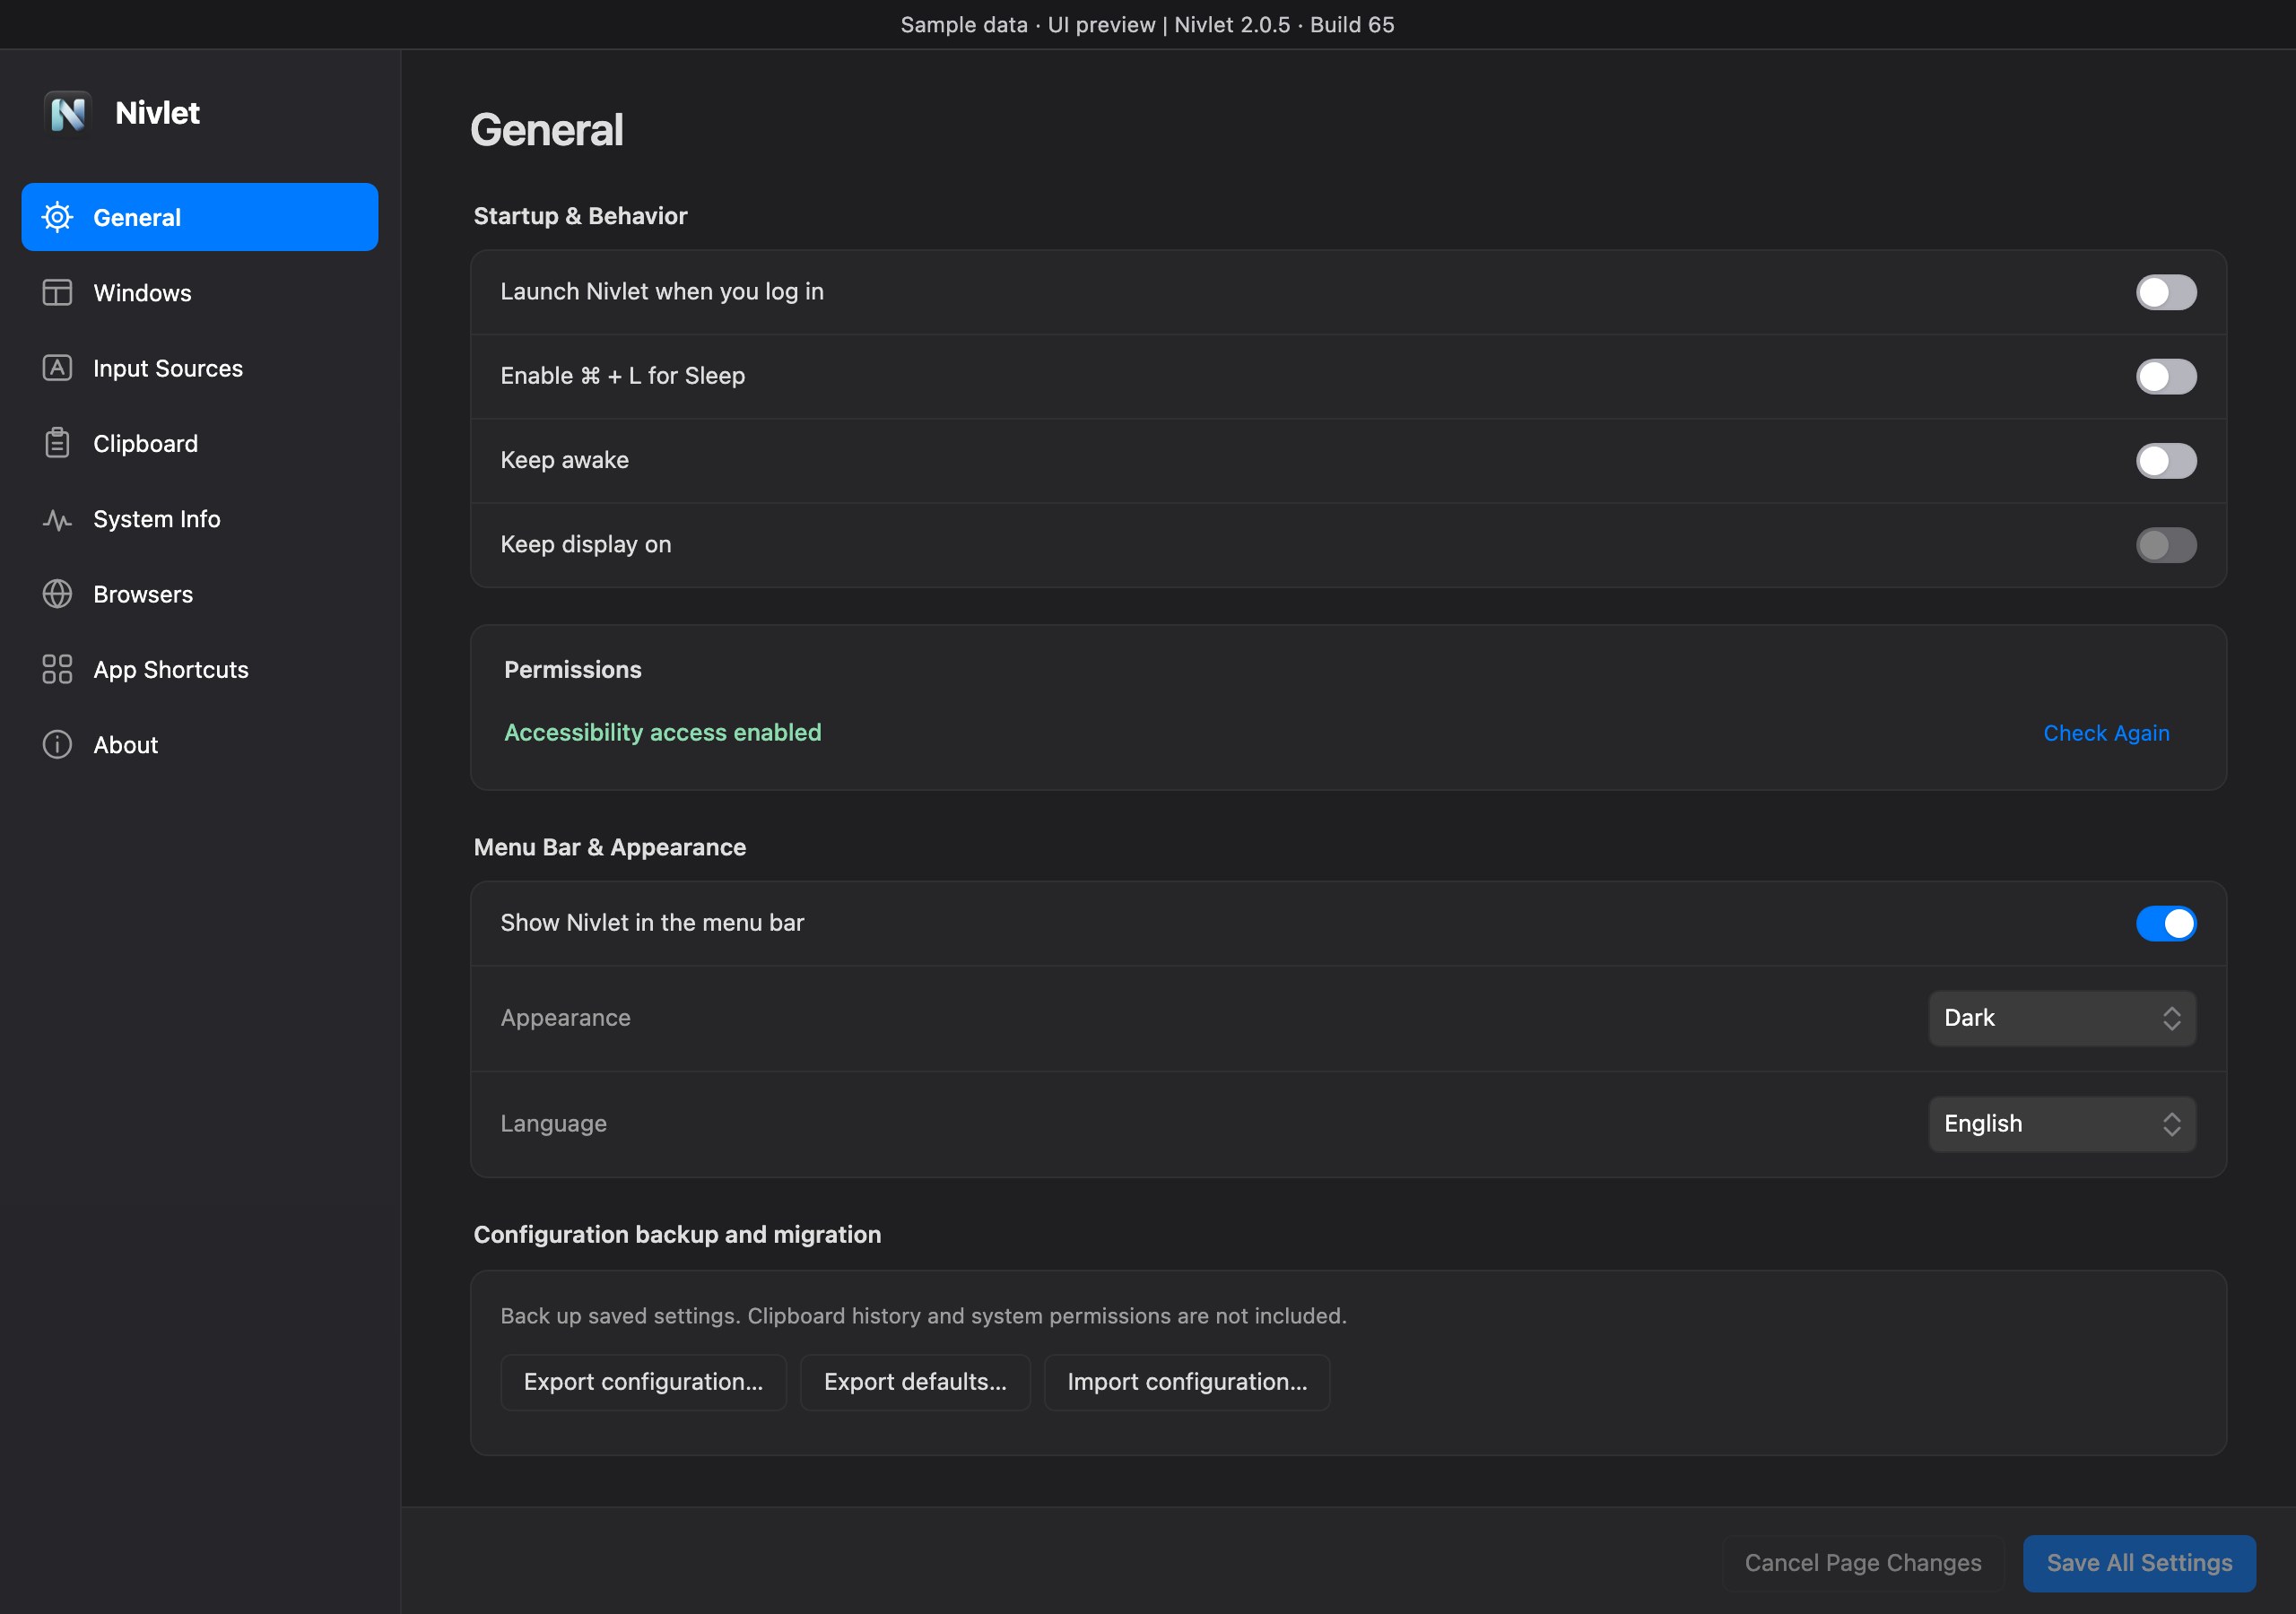 Sample data · UI preview | Nivlet 2.0.5 · Build 65
Nivlet
General
Windows
Input Sources
Clipboard
System Info
Browsers
App Shortcuts
About
General
Startup & Behavior
Launch Nivlet when you log in
Enable ⌘ + L for Sleep
Keep awake
Keep display on
Permissions
Accessibility access enabled
Check Again
Menu Bar & Appearance
Show Nivlet in the menu bar
Appearance
Dark
Language
English
Configuration backup and migration
Back up saved settings. Clipboard history and system permissions are not included.
Export configuration...
Export defaults...
Import configuration...
Cancel Page Changes
Save All Settings